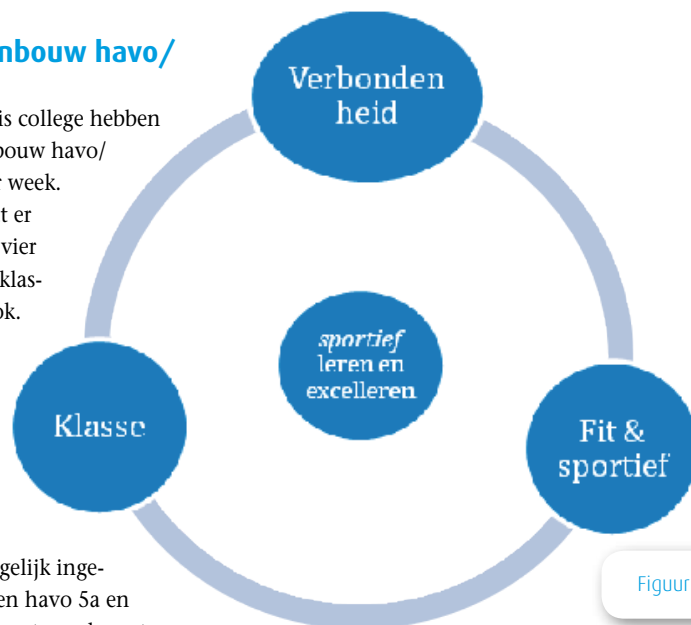 nbouw havo/
is college hebben
bouw havo/
r week.
t er
vier
klas-
ok.
gelijk inge-
en havo 5a en
Verbonden
heid
sportief
leren en
excelleren
Klasse
Fit &
sportief
Figuur